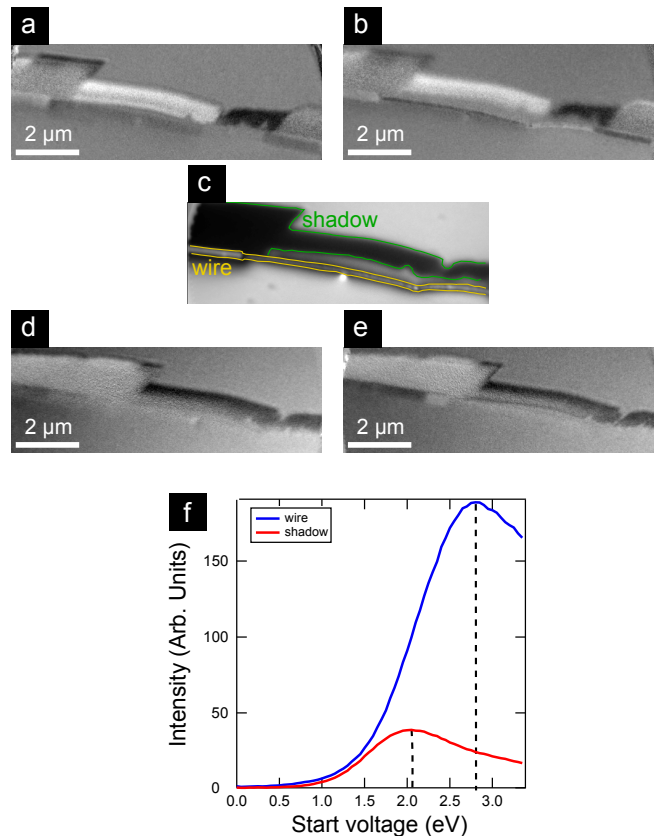 a
b
2 μm
2 μm
c
shadow
wire
d
e
2 μm
2 μm
f
wire
shadow
Intensity (Arb. Units)
150
100
50
0
0.0 0.5 1.0 1.5 2.0 2.5 3.0
Start voltage (eV)